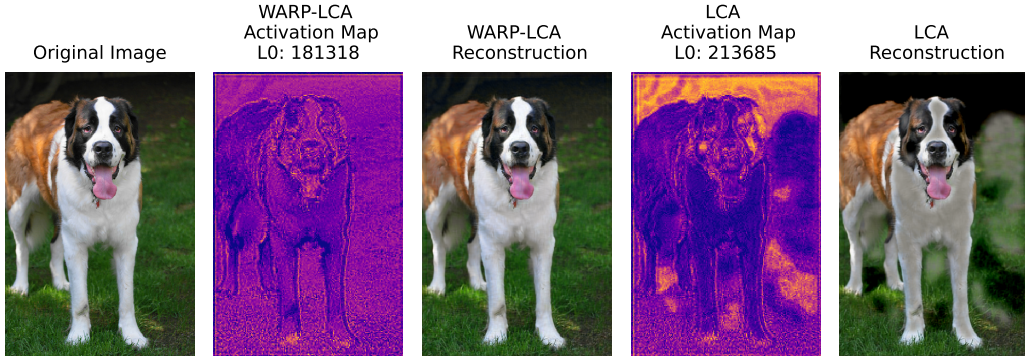 Original Image
WARP-LCA
Activation Map
L0: 181318
WARP-LCA
Reconstruction
LCA
Activation Map
L0: 213685
LCA
Reconstruction